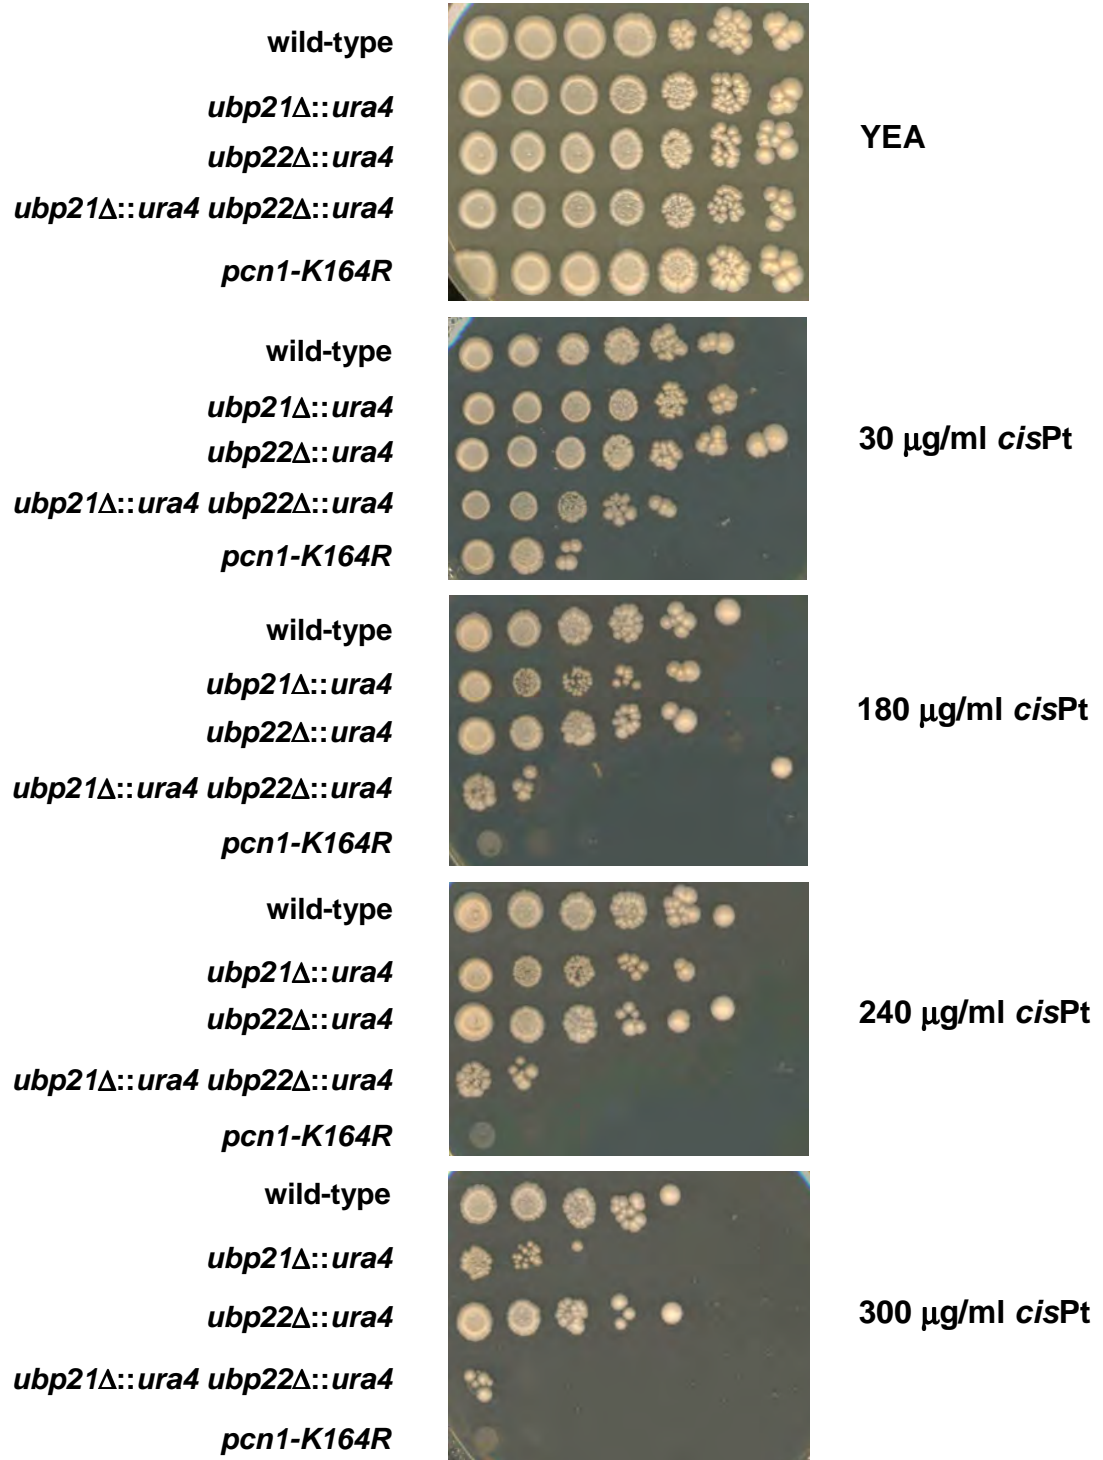 wild-type
ubp21Δ::ura4
ubp22Δ::ura4
ubp21Δ::ura4 ubp22Δ::ura4
pcn1-K164R
YEA
wild-type
ubp21Δ::ura4
ubp22Δ::ura4
ubp21Δ::ura4 ubp22Δ::ura4
pcn1-K164R
30 μg/ml cisPt
wild-type
ubp21Δ::ura4
ubp22Δ::ura4
ubp21Δ::ura4 ubp22Δ::ura4
pcn1-K164R
180 μg/ml cisPt
wild-type
ubp21Δ::ura4
ubp22Δ::ura4
ubp21Δ::ura4 ubp22Δ::ura4
pcn1-K164R
240 μg/ml cisPt
wild-type
ubp21Δ::ura4
ubp22Δ::ura4
ubp21Δ::ura4 ubp22Δ::ura4
pcn1-K164R
300 μg/ml cisPt